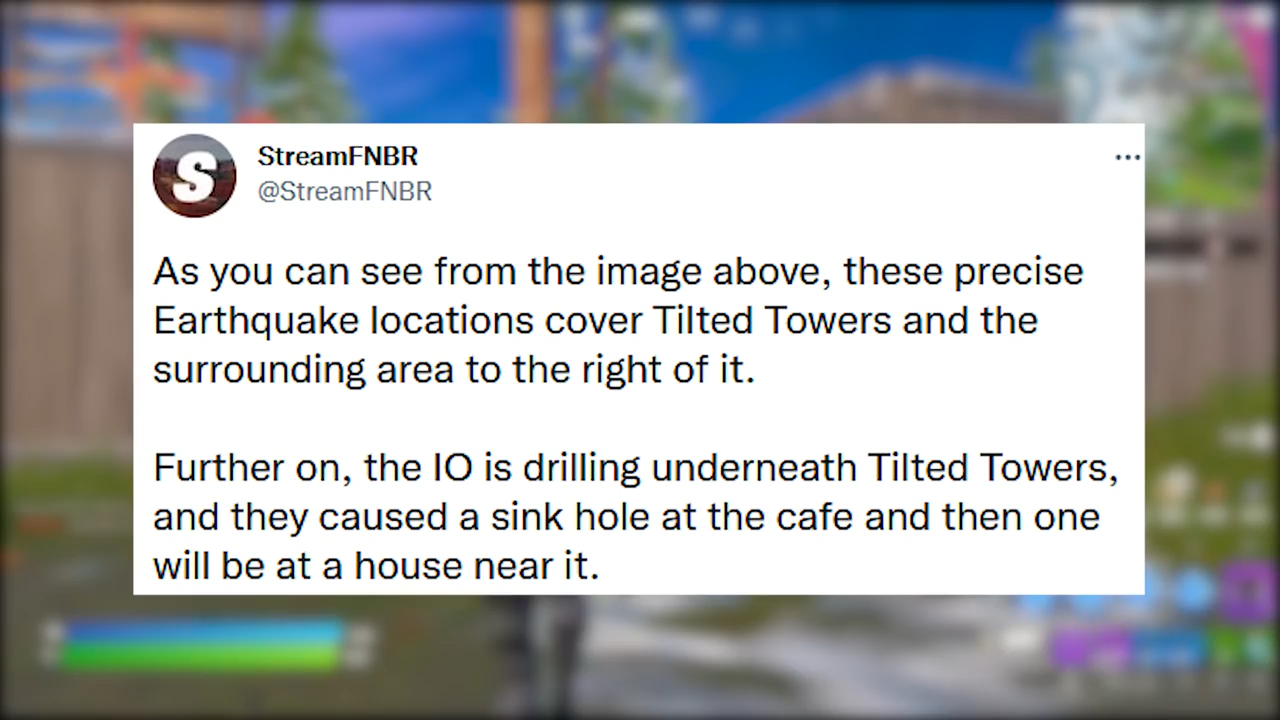 S
StreamFNBR
@StreamFNBR
As you can see from the image above, these precise
Earthquake locations cover Tilted Towers and the
surrounding area to the right of it.
Further on, the IO is drilling underneath Tilted Towers,
and they caused a sink hole at the cafe and then one
will be at a house near it.